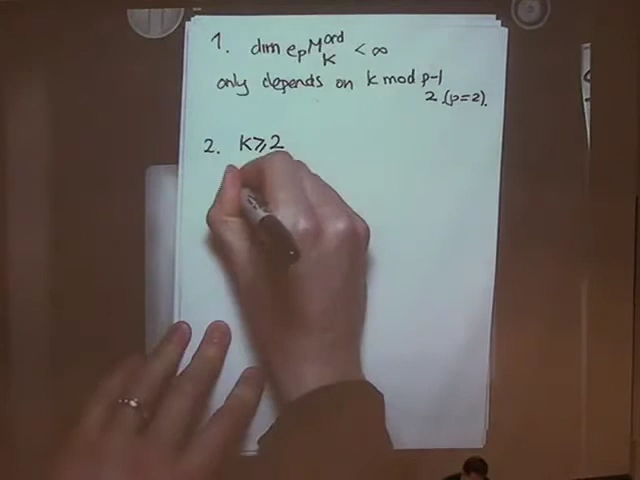 1. dim e_p M_K^ord < ∞
only depends on k mod p-1
2 (p=2).
2. K ≥ 2